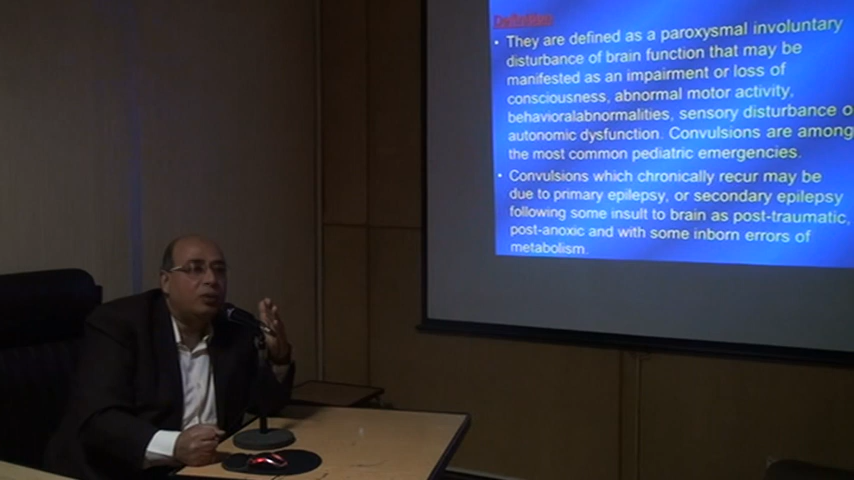 Definition
• They are defined as a paroxysmal involuntary
disturbance of brain function that may be
manifested as an impairment or loss of
consciousness, abnormal motor activity,
behavioralabnormalities, sensory disturbance o
autonomic dysfunction. Convulsions are among
the most common pediatric emergencies.
• Convulsions which chronically recur may be
due to primary epilepsy, or secondary epilepsy
following some insult to brain as post-traumatic,
post-anoxic and with some inborn errors of
metabolism.